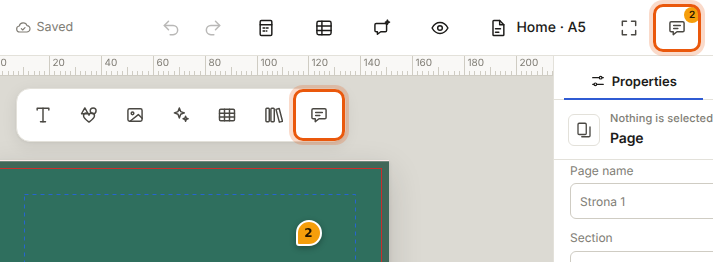 Saved
Home · A5
2
0 20 40 60 80 100 120 140 160 180 200
Properties
Nothing is selected
Page
Page name
Strona 1
Section
2